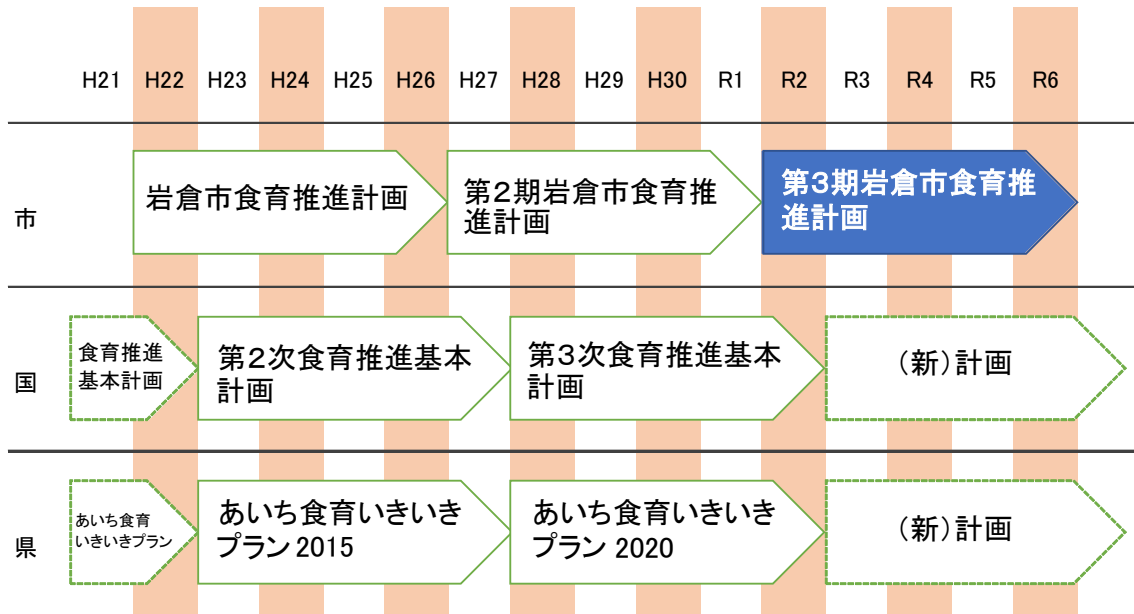 H21 H22 H23 H24 H25 H26 H27 H28 H29 H30 R1 R2 R3 R4 R5 R6
市
岩倉市食育推進計画
第2期岩倉市食育推
進計画
第3期岩倉市食育推
進計画
国
食育推進
基本計画
第2次食育推進基本
計画
第3次食育推進基本
計画
(新)計画
県
あいち食育
いきいきプラン
あいち食育いきいき
プラン 2015
あいち食育いきいき
プラン 2020
(新)計画